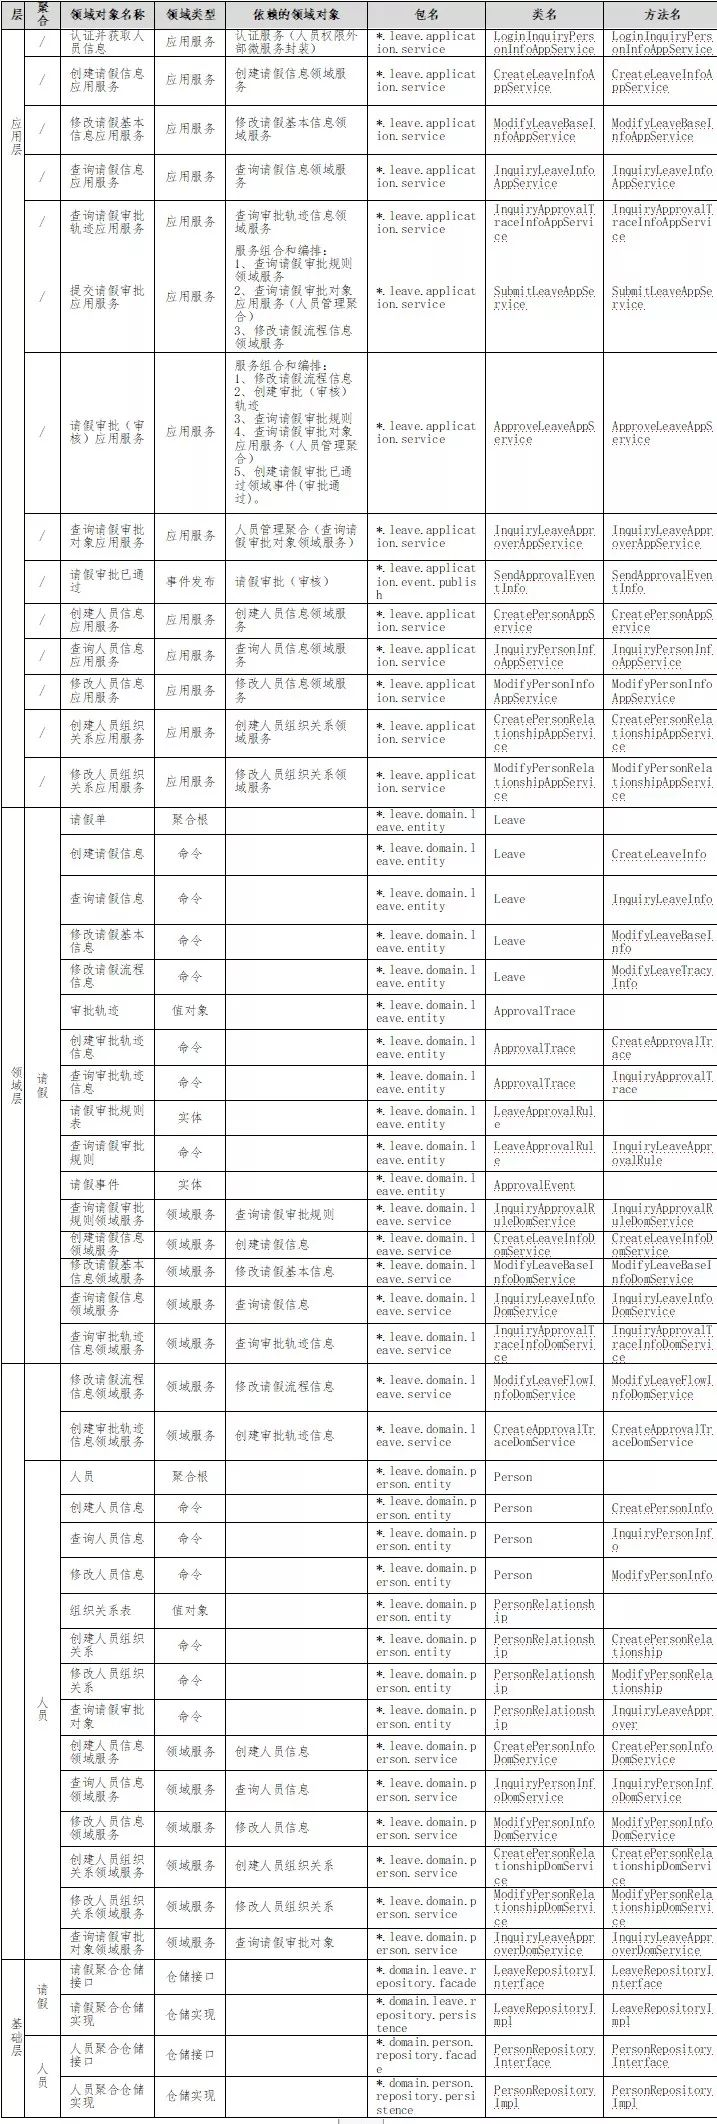 层 聚合 领域对象名称 领域类型 依赖的领域对象 包名 类名 方法名
应用层
/ 认证并获取人员信息 应用服务 认证服务（人员权限外部微服务封装） *.leave.application.service LoginInquiryPersonInfoAppService LoginInquiryPersonInfoAppService
/ 创建请假信息应用服务 应用服务 创建请假信息领域服务 *.leave.application.service CreateLeaveInfoAppService CreateLeaveInfoAppService
/ 修改请假基本信息应用服务 应用服务 修改请假基本信息领域服务 *.leave.application.service ModifyLeaveBaseInfoAppService ModifyLeaveBaseInfoAppService
/ 查询请假信息应用服务 应用服务 查询请假信息领域服务 *.leave.application.service InquiryLeaveInfoAppService InquiryLeaveInfoAppService
/ 查询请假审批轨迹应用服务 应用服务 查询审批轨迹信息领域服务 *.leave.application.service InquiryApprovalTraceInfoAppService InquiryApprovalTraceInfoAppService
/ 提交请假审批应用服务 应用服务 服务组合和编排：
1、查询请假审批规则领域服务
2、查询请假审批对象应用服务（人员管理聚合）
3、修改请假流程信息领域服务 *.leave.application.service SubmitLeaveAppService SubmitLeaveAppService
/ 请假审批（审核）应用服务 应用服务 服务组合和编排：
1、修改请假流程信息
2、创建审批（审核）轨迹
3、查询请假审批规则
4、查询请假审批对象应用服务（人员管理聚合）
5、创建请假审批已通过领域事件(审批通过)。 *.leave.application.service ApproveLeaveAppService ApproveLeaveAppService
/ 查询请假审批对象应用服务 应用服务 人员管理聚合（查询请假审批对象领域服务） *.leave.application.service InquiryLeaveApproverAppService InquiryLeaveApproverAppService
/ 请假审批已通过 事件发布 请假审批（审核） *.leave.application.event.publish SendApprovalEventInfo SendApprovalEventInfo
/ 创建人员信息应用服务 应用服务 创建人员信息领域服务 *.leave.application.service CreatePersonAppService CreatePersonAppService
/ 查询人员信息应用服务 应用服务 查询人员信息领域服务 *.leave.application.service InquiryPersonInfoAppService InquiryPersonInfoAppService
/ 修改人员信息应用服务 应用服务 修改人员信息领域服务 *.leave.application.service ModifyPersonInfoAppService ModifyPersonInfoAppService
/ 创建人员组织关系应用服务 应用服务 创建人员组织关系领域服务 *.leave.application.service CreatePersonRelationshipAppService CreatePersonRelationshipAppService
/ 修改人员组织关系应用服务 应用服务 修改人员组织关系领域服务 *.leave.application.service ModifyPersonRelationshipAppService ModifyPersonRelationshipAppService
领域层
请假
请假单 聚合根 *.leave.domain.leave.entity Leave
创建请假信息 命令 *.leave.domain.leave.entity Leave CreateLeaveInfo
查询请假信息 命令 *.leave.domain.leave.entity Leave InquiryLeaveInfo
修改请假基本信息 命令 *.leave.domain.leave.entity Leave ModifyLeaveBaseInfo
修改请假流程信息 命令 *.leave.domain.leave.entity Leave ModifyLeaveTracyInfo
审批轨迹 值对象 *.leave.domain.leave.entity ApprovalTrace
创建审批轨迹信息 命令 *.leave.domain.leave.entity ApprovalTrace CreateApprovalTrace
查询审批轨迹信息 命令 *.leave.domain.leave.entity ApprovalTrace InquiryApprovalTrace
请假审批规则表 实体 *.leave.domain.leave.entity LeaveApprovalRule
查询请假审批规则 命令 *.leave.domain.leave.entity LeaveApprovalRule InquiryLeaveApprovalRule
请假事件 实体 *.leave.domain.leave.entity ApprovalEvent
查询请假审批规则领域服务 领域服务 查询请假审批规则 *.leave.domain.leave.service InquiryApprovalRuleDomService InquiryApprovalRuleDomService
创建请假信息领域服务 领域服务 创建请假信息 *.leave.domain.leave.service CreateLeaveInfoDomService CreateLeaveInfoDomService
修改请假基本信息领域服务 领域服务 修改请假基本信息 *.leave.domain.leave.service ModifyLeaveBaseInfoDomService ModifyLeaveBaseInfoDomService
查询请假信息领域服务 领域服务 查询请假信息 *.leave.domain.leave.service InquiryLeaveInfoDomService InquiryLeaveInfoDomService
查询审批轨迹信息领域服务 领域服务 查询审批轨迹信息 *.leave.domain.leave.service InquiryApprovalTraceInfoDomService InquiryApprovalTraceInfoDomService
修改请假流程信息领域服务 领域服务 修改请假流程信息 *.leave.domain.leave.service ModifyLeaveFlowInfoDomService ModifyLeaveFlowInfoDomService
创建审批轨迹信息领域服务 领域服务 创建审批轨迹信息 *.leave.domain.leave.service CreateApprovalTraceDomService CreateApprovalTraceDomService
人员
人员 聚合根 *.leave.domain.person.entity Person
创建人员信息 命令 *.leave.domain.person.entity Person CreatePersonInfo
查询人员信息 命令 *.leave.domain.person.entity Person InquiryPersonInfo
修改人员信息 命令 *.leave.domain.person.entity Person ModifyPersonInfo
组织关系表 值对象 *.leave.domain.person.entity PersonRelationship
创建人员组织关系 命令 *.leave.domain.person.entity PersonRelationship CreatePersonRelationship
修改人员组织关系 命令 *.leave.domain.person.entity PersonRelationship ModifyPersonRelationship
查询请假审批对象 命令 *.leave.domain.person.entity PersonRelationship InquiryLeaveApprover
创建人员信息领域服务 领域服务 创建人员信息 *.leave.domain.person.service CreatePersonInfoDomService CreatePersonInfoDomService
查询人员信息领域服务 领域服务 查询人员信息 *.leave.domain.person.service InquiryPersonInfoDomService InquiryPersonInfoDomService
修改人员信息领域服务 领域服务 修改人员信息 *.leave.domain.person.service ModifyPersonInfoDomService ModifyPersonInfoDomService
创建人员组织关系领域服务 领域服务 创建人员组织关系 *.leave.domain.person.service CreatePersonRelationshipDomService CreatePersonRelationshipDomService
修改人员组织关系领域服务 领域服务 修改人员组织关系 *.leave.domain.person.service ModifyPersonRelationshipDomService ModifyPersonRelationshipDomService
查询请假审批对象领域服务 领域服务 查询请假审批对象 *.leave.domain.person.service InquiryLeaveApproverDomService InquiryLeaveApproverDomService
基础层
请假
请假聚合仓储接口 仓储接口 *.domain.leave.repository.facade LeaveRepositoryInterface LeaveRepositoryInterface
请假聚合仓储实现 仓储实现 *.domain.leave.repository.persistence LeaveRepositoryImpl LeaveRepositoryImpl
人员
人员聚合仓储接口 仓储接口 *.domain.person.repository.facade PersonRepositoryInterface PersonRepositoryInterface
人员聚合仓储实现 仓储实现 *.domain.person.repository.persistence PersonRepositoryImpl PersonRepositoryImpl